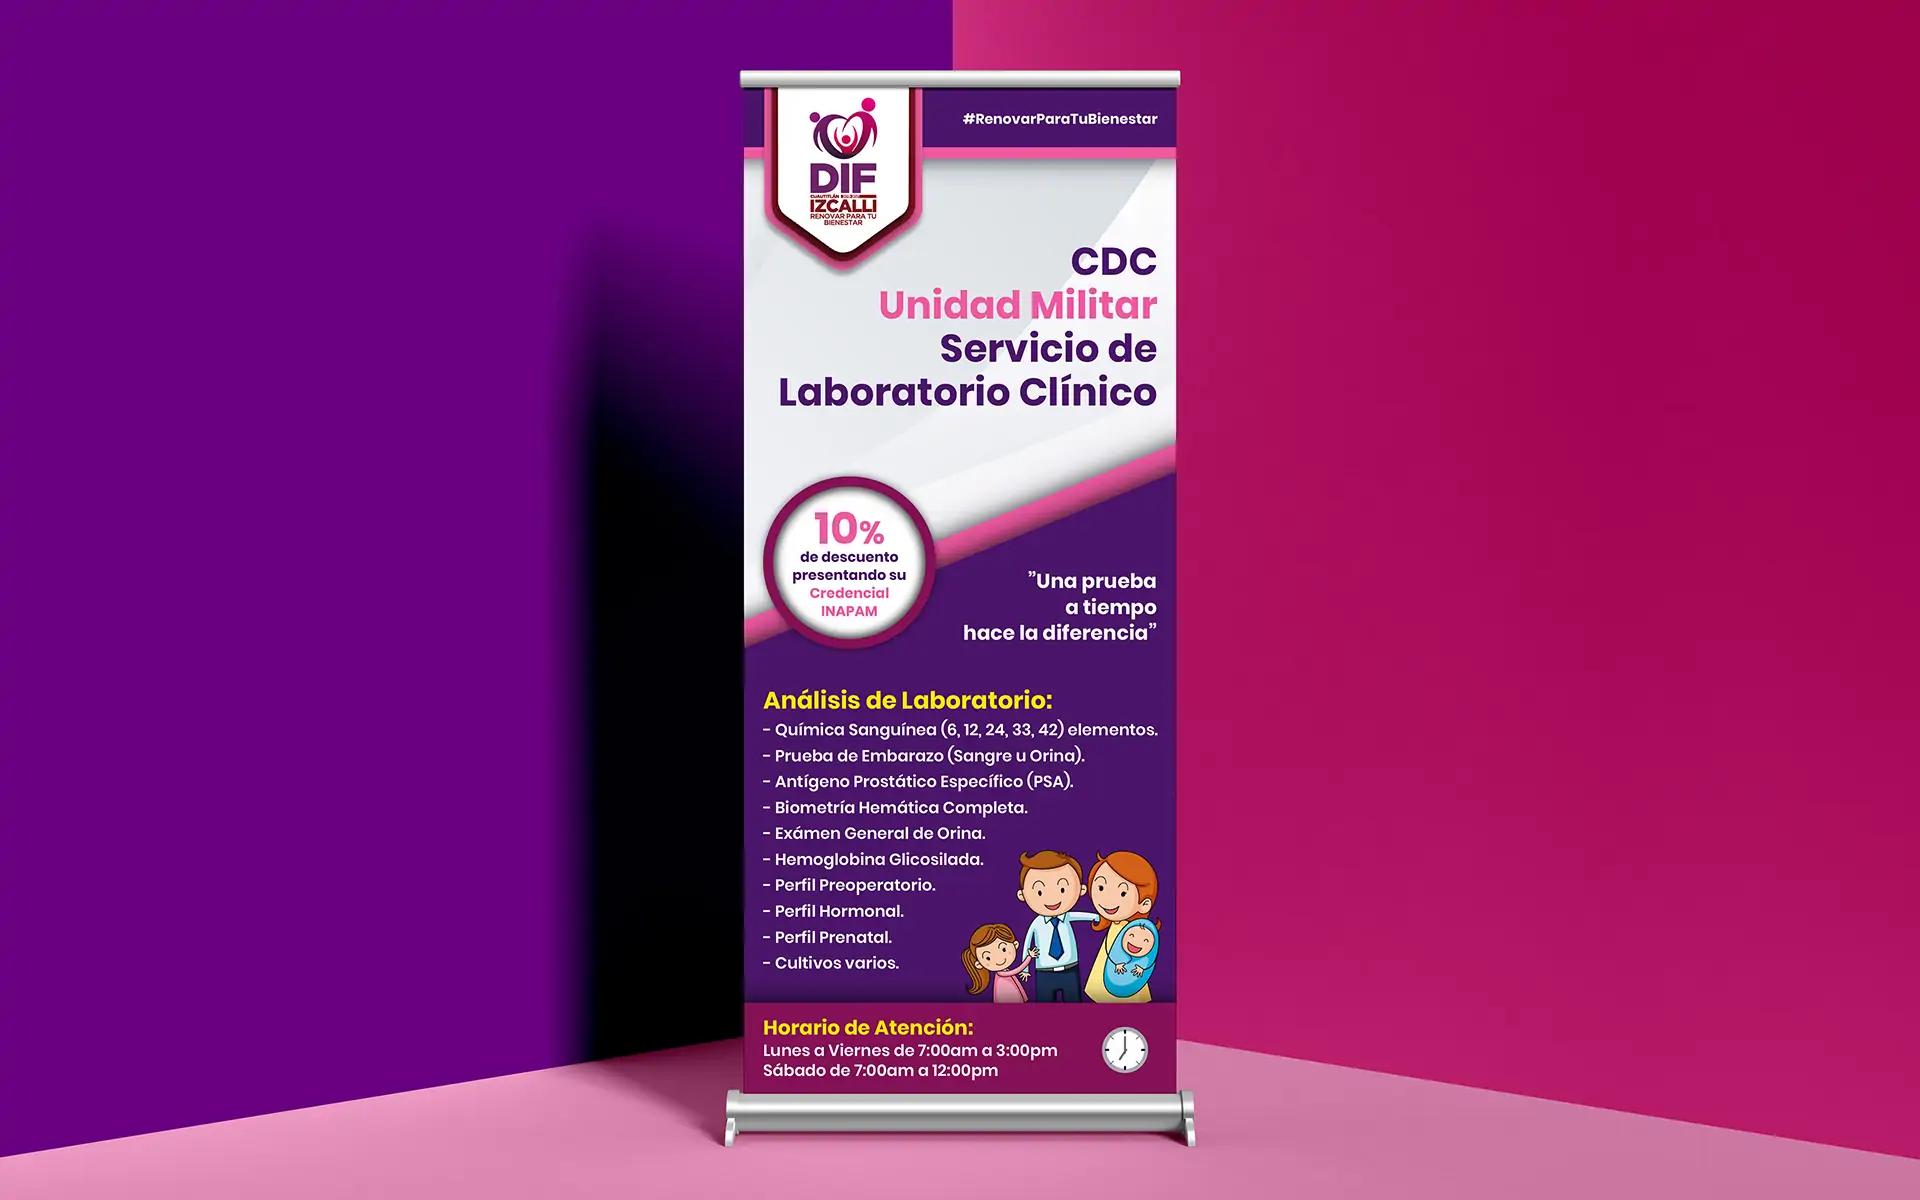 #RenovarParaTuBienestar
DIF
IZCALLI
RENOVAR PARA TU
BIENESTAR
CDC
Unidad Militar
Servicio de
Laboratorio Clínico
10%
de descuento
presentando su
Credencial
INAPAM
”Una prueba
a tiempo
hace la diferencia”
Análisis de Laboratorio:
- Química Sanguínea (6, 12, 24, 33, 42) elementos.
- Prueba de Embarazo (Sangre u Orina).
- Antígeno Prostático Específico (PSA).
- Biometría Hemática Completa.
- Exámen General de Orina.
- Hemoglobina Glicosilada.
- Perfil Preoperatorio.
- Perfil Hormonal.
- Perfil Prenatal.
- Cultivos varios.
Horario de Atención:
Lunes a Viernes de 7:00am a 3:00pm
Sábado de 7:00am a 12:00pm